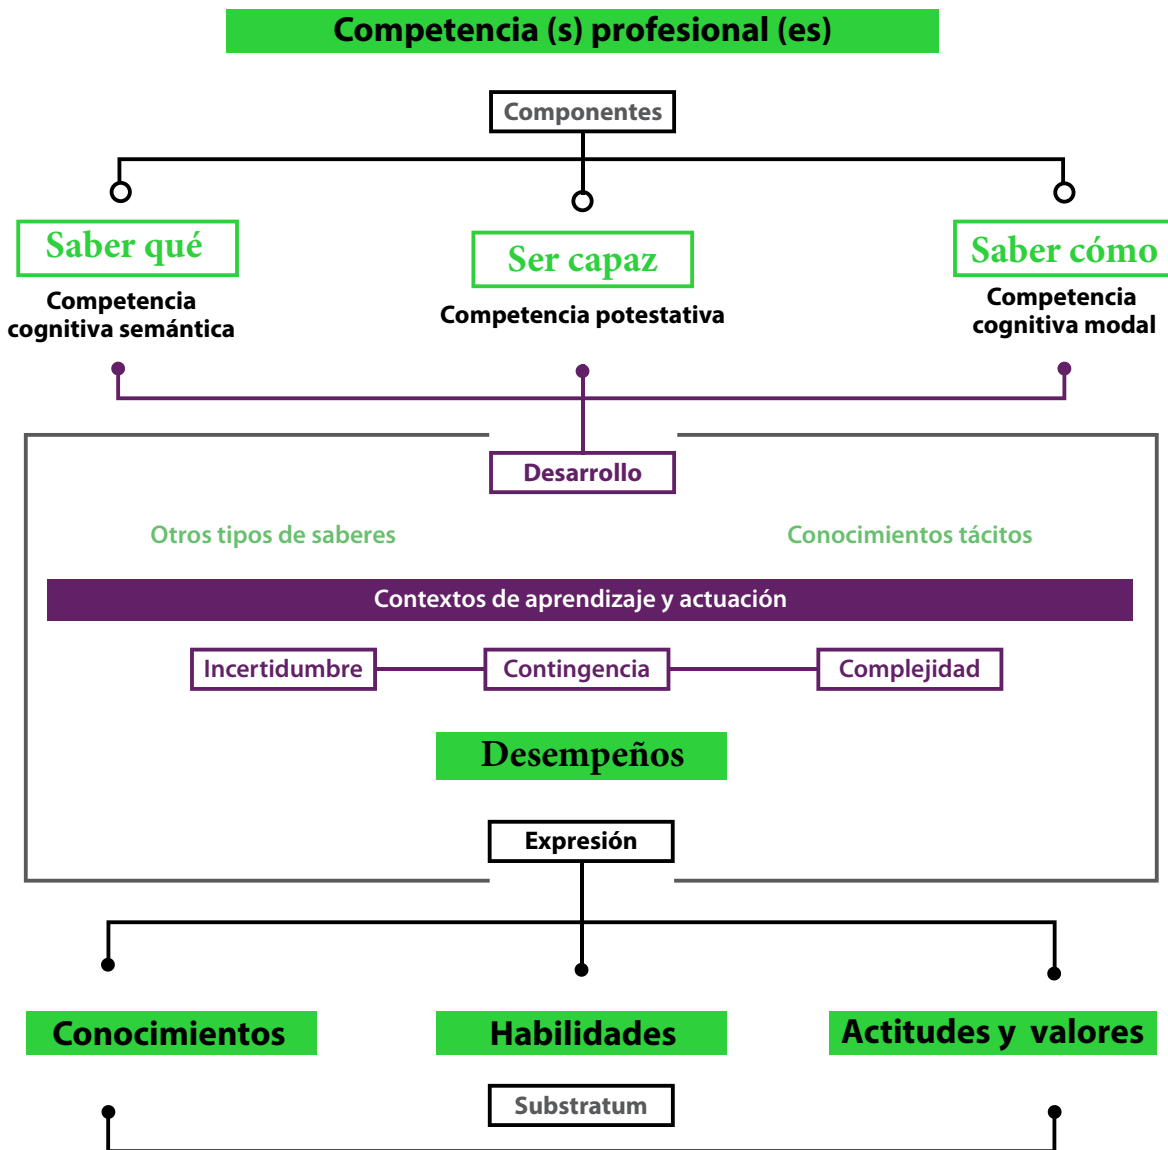 Competencia (s) profesional (es)
Componentes
Saber qué
Ser capaz
Saber cómo
Competencia
cognitiva semántica
Competencia potestativa
Competencia
cognitiva modal
Desarrollo
Otros tipos de saberes
Conocimientos tácitos
Contextos de aprendizaje y actuación
Incertidumbre
Contingencia
Complejidad
Desempeños
Expresión
Conocimientos
Habilidades
Actitudes y valores
Substratum